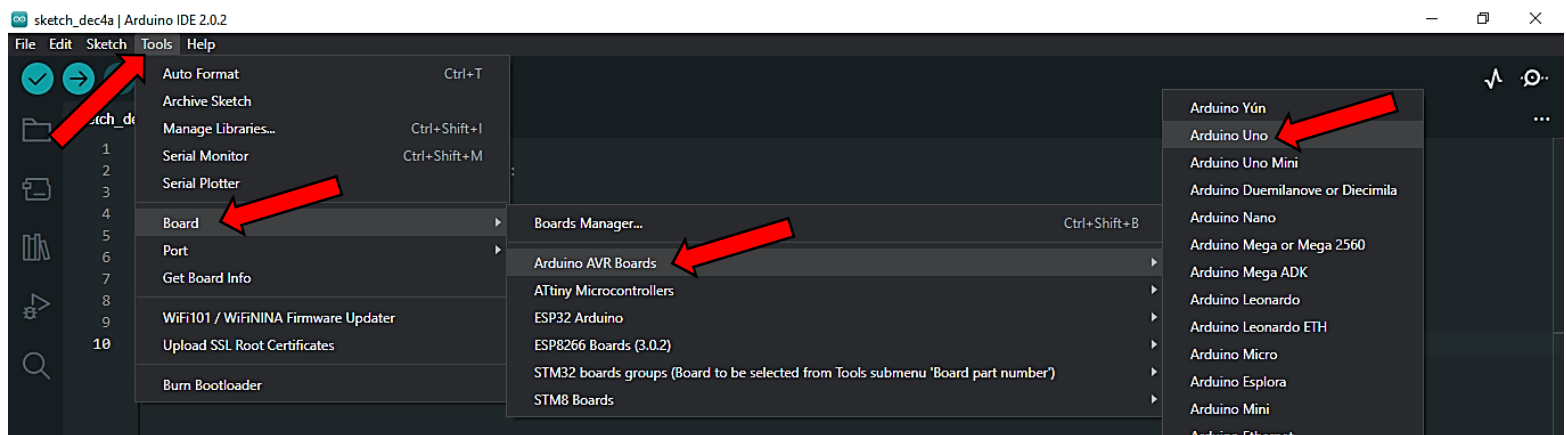 sketch_dec4a | Arduino IDE 2.0.2
File Edit Sketch Tools Help
Auto Format Ctrl+T
Archive Sketch
Manage Libraries... Ctrl+Shift+I
Serial Monitor Ctrl+Shift+M
Serial Plotter
Board
Port
Get Board Info
WiFi101 / WiFiNINA Firmware Updater
Upload SSL Root Certificates
Burn Bootloader
1
2
3
4
5
6
7
8
9
10
Boards Manager... Ctrl+Shift+B
Arduino AVR Boards
ATtiny Microcontrollers
ESP32 Arduino
ESP8266 Boards (3.0.2)
STM32 boards groups (Board to be selected from Tools submenu 'Board part number')
STM8 Boards
Arduino Yún
Arduino Uno
Arduino Uno Mini
Arduino Duemilanove or Diecimila
Arduino Nano
Arduino Mega or Mega 2560
Arduino Mega ADK
Arduino Leonardo
Arduino Leonardo ETH
Arduino Micro
Arduino Esplora
Arduino Mini